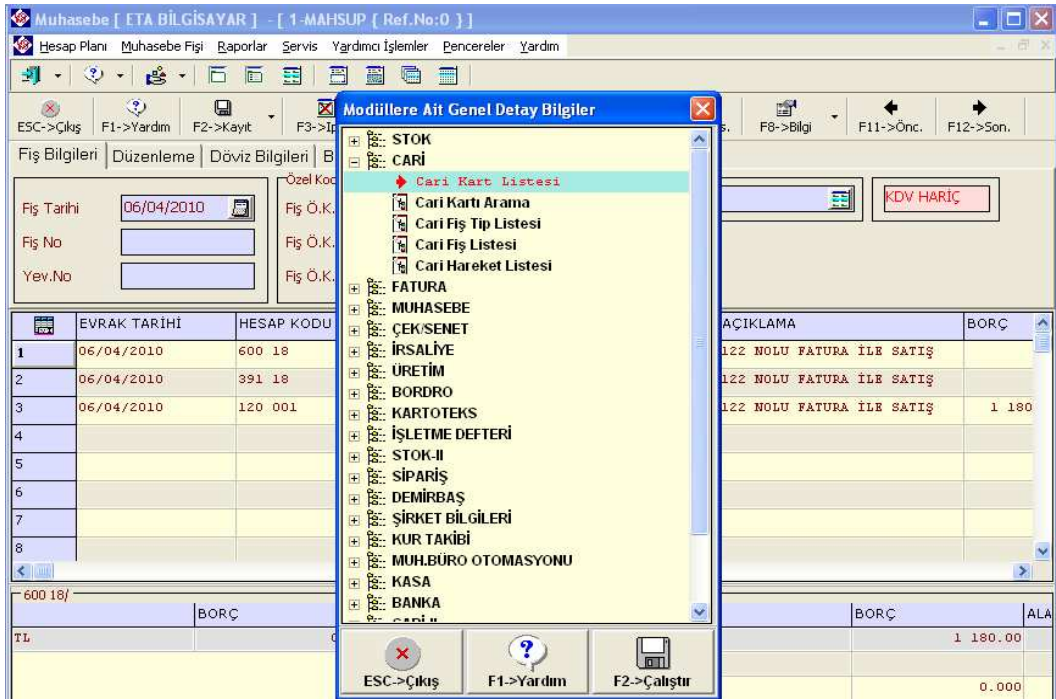 Muhasebe [ ETA BİLGİSAYAR ] - [ 1-MAHSUP { Ref.No:0 } ]
Hesap Planı Muhasebe Fişi Raporlar Servis Yardımcı İşlemler Pencereler Yardım
ESC->Çıkış F1->Yardım F2->Kayıt F8->Bilgi F11->Önc. F12->Son.
Fiş Bilgileri Düzenleme Döviz Bilgileri
Fiş Tarihi 06/04/2010
Fiş No
Yev.No
Özel Kod
Fiş Ö.K.
Fiş Ö.K.
Fiş Ö.K.
KDV HARİÇ
EVRAK TARİHİ HESAP KODU AÇIKLAMA BORÇ
1 06/04/2010 600 18 122 NOLU FATURA İLE SATIŞ
2 06/04/2010 391 18 122 NOLU FATURA İLE SATIŞ
3 06/04/2010 120 001 122 NOLU FATURA İLE SATIŞ 1 180
4
5
6
7
8
600 18/
BORÇ BORÇ ALA
TL 1 180.00
0.000
Modüllere Ait Genel Detay Bilgiler
STOK
CARİ
Cari Kart Listesi
Cari Kartı Arama
Cari Fiş Tip Listesi
Cari Fiş Listesi
Cari Hareket Listesi
FATURA
MUHASEBE
ÇEK/SENET
İRSALİYE
ÜRETİM
BORDRO
KARTOTEKS
İŞLETME DEFTERİ
STOK-II
SİPARİŞ
DEMİRBAŞ
ŞİRKET BİLGİLERİ
KUR TAKİBİ
MUH.BÜRO OTOMASYONU
KASA
BANKA
ESC->Çıkış F1->Yardım F2->Çalıştır